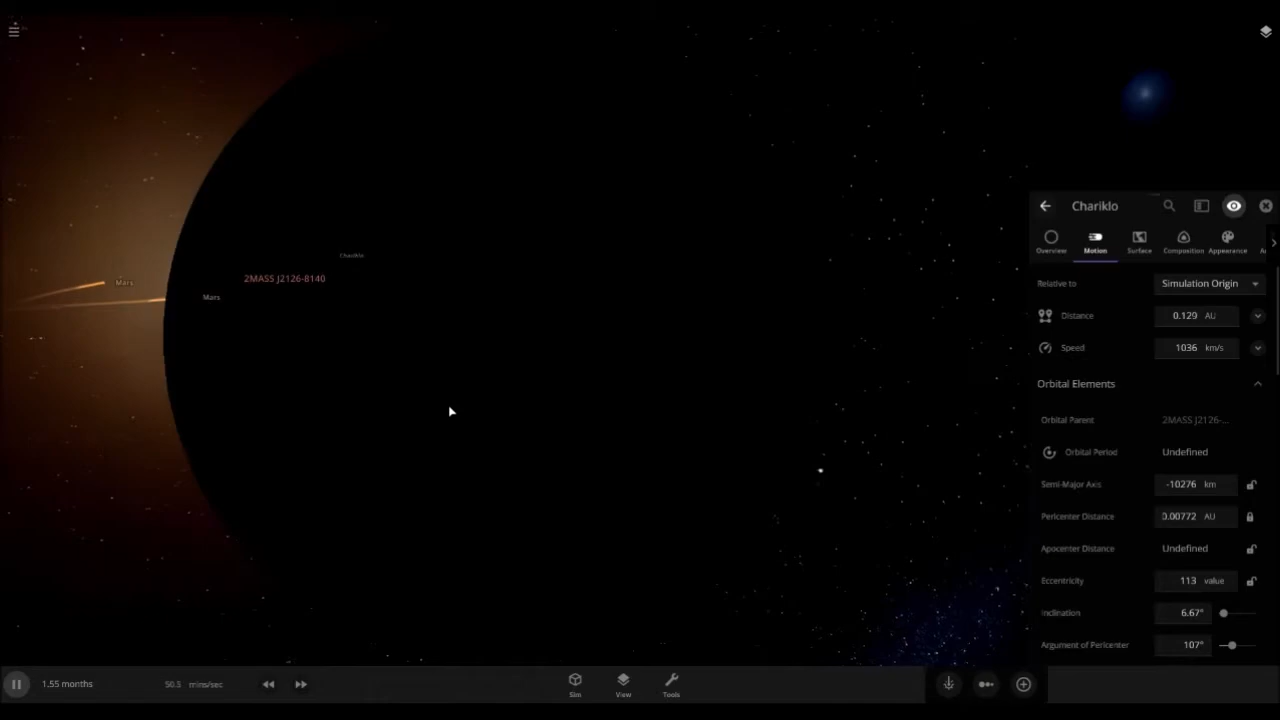 Chariklo
Overview Motion Surface Composition Appearance
Chariklo
2MASS J2126-8140
Mars
Mars
Relative to Simulation Origin
Distance 0.129 AU
Speed 1036 km/s
Orbital Elements
Orbital Parent 2MASS J2126-...
Orbital Period Undefined
Semi-Major Axis -10276 km
Pericenter Distance 0.00772 AU
Apocenter Distance Undefined
Eccentricity 113 value
Inclination 6.67°
Argument of Pericenter 107°
1.55 months 50.5 mins/sec
Sim View Tools